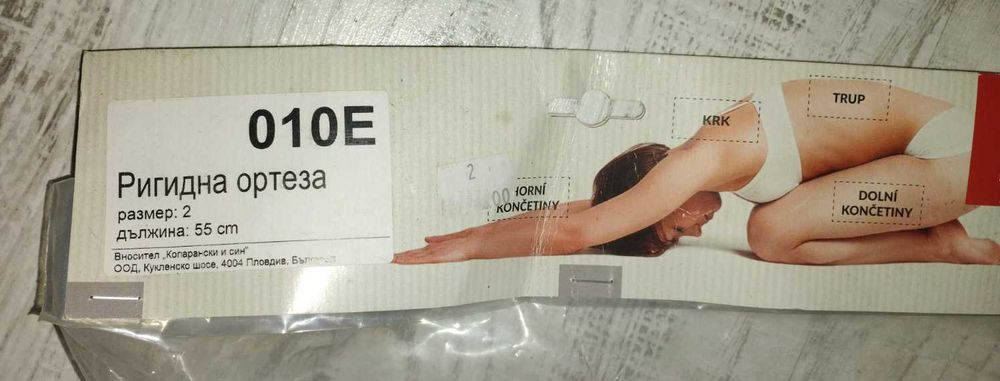 010E
Ригидна ортеза
размер: 2
дължина: 55 cm
Вносител „Копарански и син"
ООД, Кукленско шосе, 4004 Пловдив,
2
HORNÍ
KONČETINY
KRK
TRUP
DOLNÍ
KONČETINY